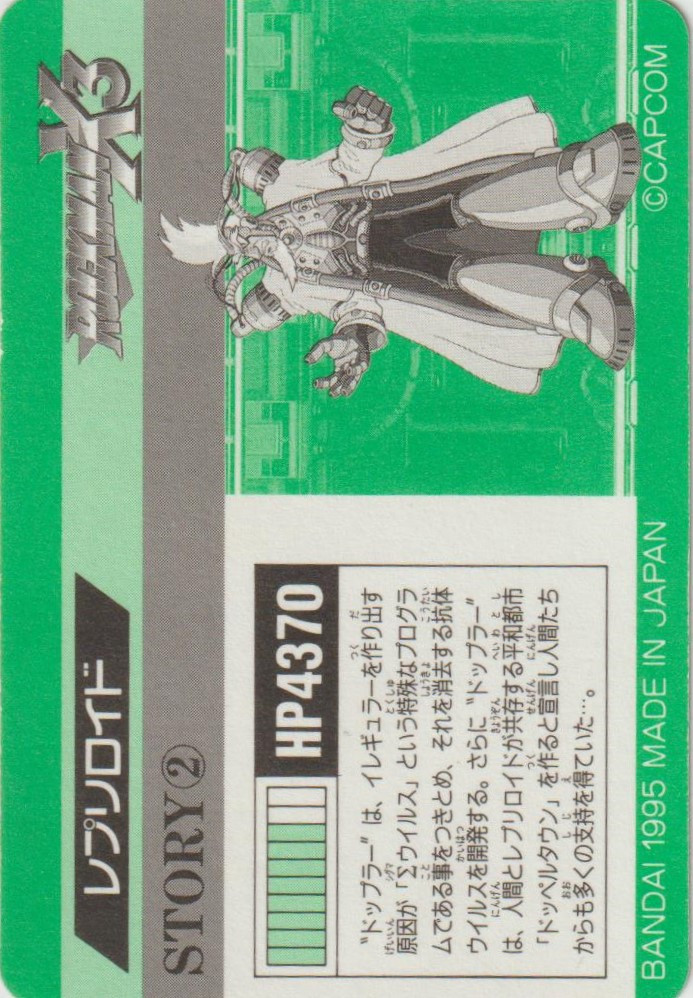 レプリロイド
ROCKMAN X3
STORY②
HP4370
"ドップラー"は、イレギュラーを作り出す
原因が「Σウイルス」という特殊なプログラ
ムである事をつきとめ、それを消去する抗体
ウイルスを開発する。さらに"ドップラー"
は、人間とレプリロイドが共存する平和都市
「ドッペルタウン」を作ると宣言し人間たち
からも多くの支持を得ていた…。
BANDAI 1995 MADE IN JAPAN
©CAPCOM